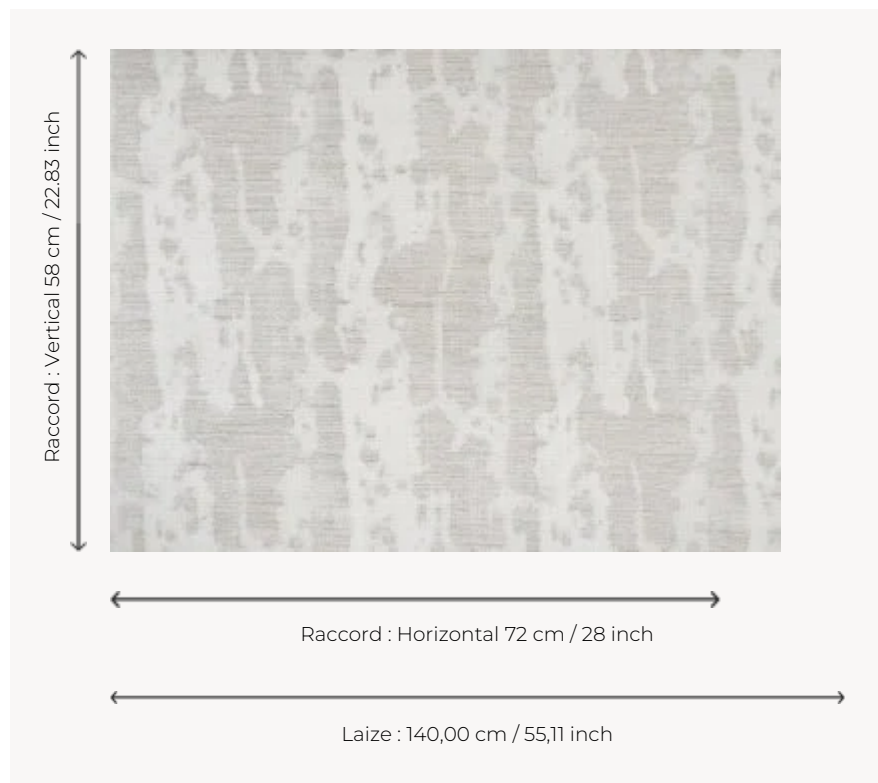 Raccord : Vertical 58 cm / 22.83 inch
Raccord : Horizontal 72 cm / 28 inch
Laize : 140,00 cm / 55,11 inch